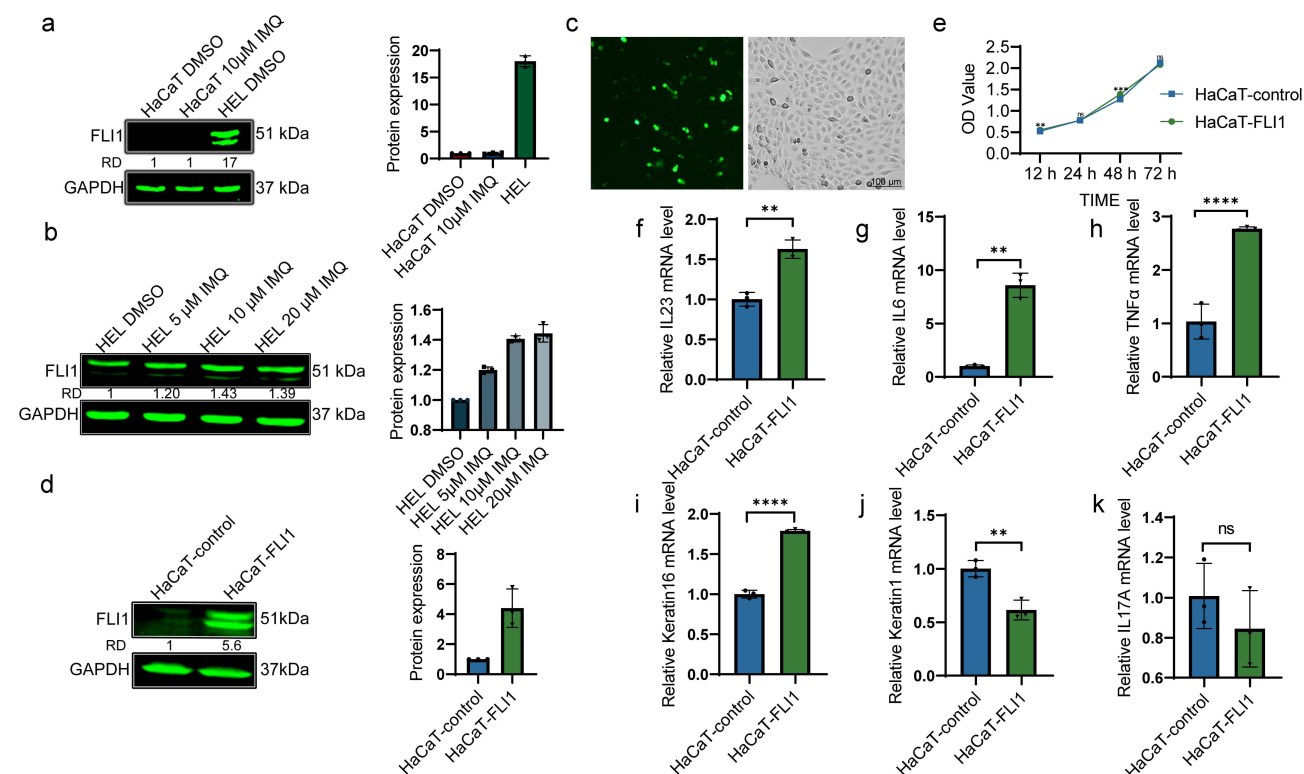 a
HaCaT DMSO
HaCaT 10μM IMQ
HEL DMSO
FLI1
51 kDa
RD 1 1 17
GAPDH
37 kDa
Protein expression
20
15
10
5
0
HaCaT DMSO
HaCaT 10μM IMQ
HEL
b
HEL DMSO
HEL 5 μM IMQ
HEL 10 μM IMQ
HEL 20 μM IMQ
FLI1
51 kDa
RD 1 1.20 1.43 1.39
GAPDH
37 kDa
Protein expression
1.6
1.4
1.2
1.0
0.8
HEL DMSO
HEL 5μM IMQ
HEL 10μM IMQ
HEL 20μM IMQ
c
100 μm
d
HaCaT-control
HaCaT-FLI1
FLI1
51kDa
RD 1 5.6
GAPDH
37kDa
Protein expression
8
6
4
2
0
HaCaT-control
HaCaT-FLI1
e
OD Value
2.5
2.0
1.5
1.0
0.5
0.0
**
ns
***
ns
12 h 24 h 48 h 72 h
TIME
HaCaT-control
HaCaT-FLI1
f
Relative IL23 mRNA level
2.0
1.5
1.0
0.5
0.0
**
HaCaT-control
HaCaT-FLI1
g
Relative IL6 mRNA level
15
10
5
0
**
HaCaT-control
HaCaT-FLI1
h
Relative TNFα mRNA level
3
2
1
0
****
HaCaT-control
HaCaT-FLI1
i
Relative Keratin16 mRNA level
2.0
1.5
1.0
0.5
0.0
****
HaCaT-control
HaCaT-FLI1
j
Relative Keratin1 mRNA level
1.5
1.0
0.5
0.0
**
HaCaT-control
HaCaT-FLI1
k
Relative IL17A mRNA level
1.4
1.2
1.0
0.8
0.6
ns
HaCaT-control
HaCaT-FLI1